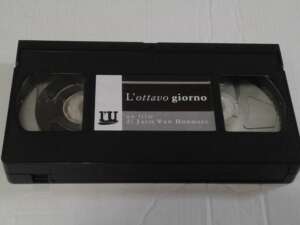 L'ottavo giorno
un film
di Jaco Van Dormael